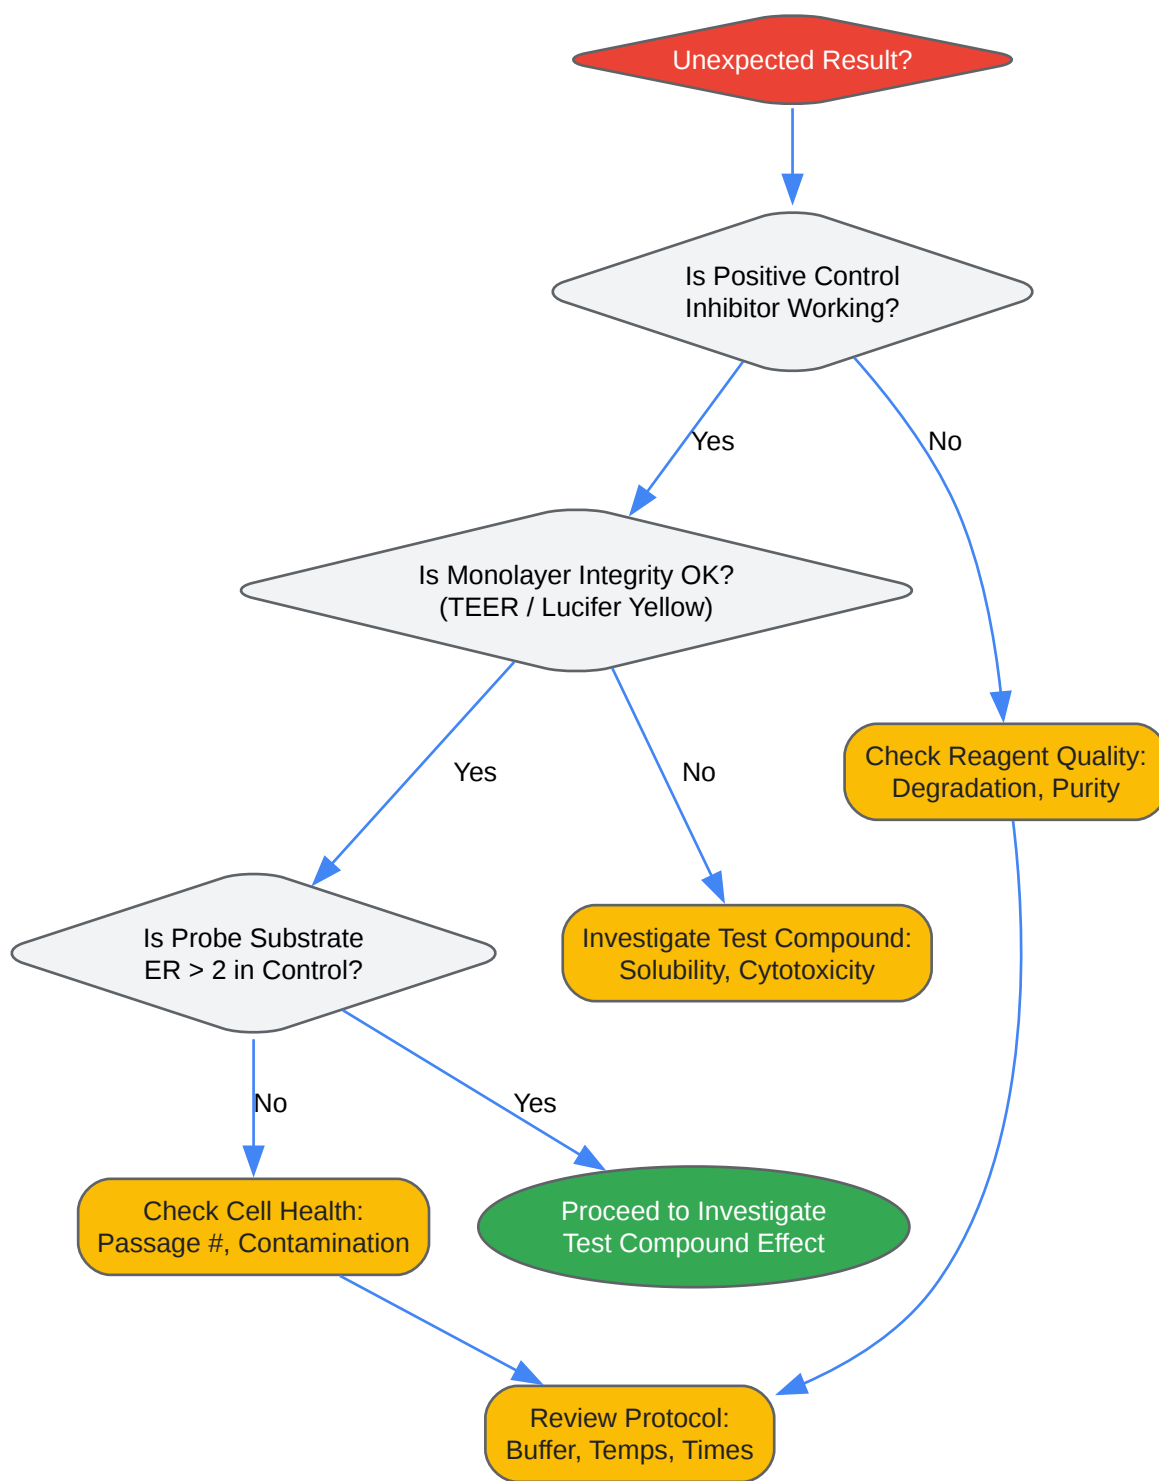 Unexpected Result?
Is Positive Control
Inhibitor Working?
Yes
No
Is Monolayer Integrity OK?
(TEER / Lucifer Yellow)
Yes
No
Check Reagent Quality:
Degradation, Purity
Is Probe Substrate
ER > 2 in Control?
Investigate Test Compound:
Solubility, Cytotoxicity
No
Yes
Check Cell Health:
Passage #, Contamination
Proceed to Investigate
Test Compound Effect
Review Protocol:
Buffer, Temps, Times